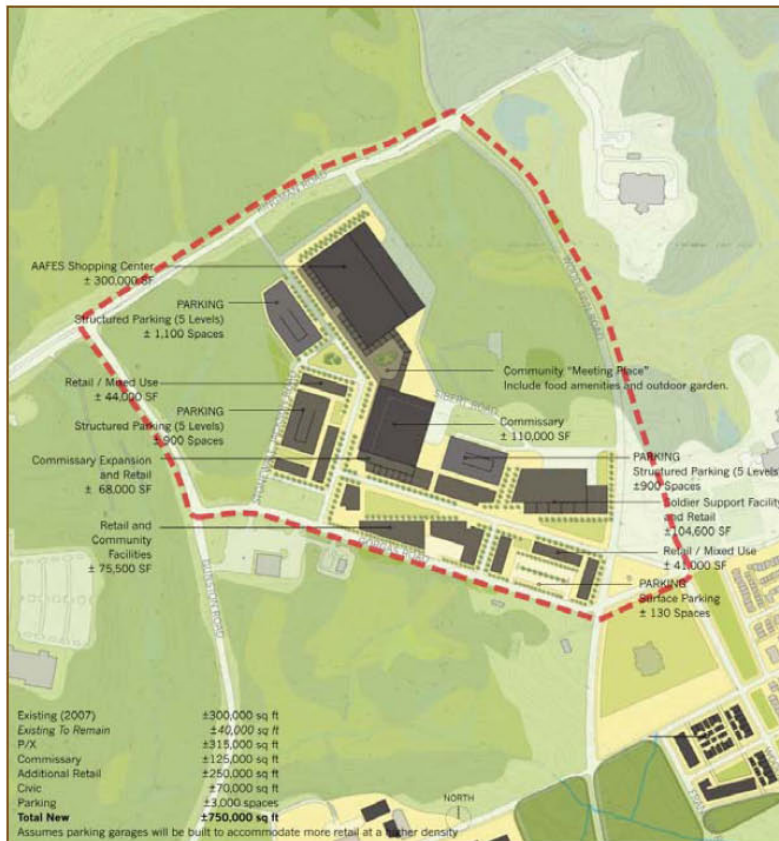 KINGMAN ROAD
AAFES Shopping Center
± 300,000 SF
PARKING
Structured Parking (5 Levels)
± 1,100 Spaces
Community "Meeting Place"
Include food amenities and outdoor garden.
Retail / Mixed Use
± 44,000 SF
PARKING
Structured Parking (5 Levels)
± 900 Spaces
ROAD
Commissary
± 110,000 SF
Commissary Expansion
and Retail
± 68,000 SF
PARKING
Structured Parking (5 Levels)
±900 Spaces
Soldier Support Facility
and Retail
±104,600 SF
Retail and
Community
Facilities
± 75,500 SF
GORGAS ROAD
Retail / Mixed Use
± 41,000 SF
PARKING
Surface Parking
± 130 Spaces
ROAD
Existing (2007) ±300,000 sq ft
Existing To Remain ±40,000 sq ft
P/X ±315,000 sq ft
Commissary ±125,000 sq ft
Additional Retail ±250,000 sq ft
Civic ±70,000 sq ft
Parking ±3,000 spaces
Total New ±750,000 sq ft
Assumes parking garages will be built to accommodate more retail at a higher density
NORTH